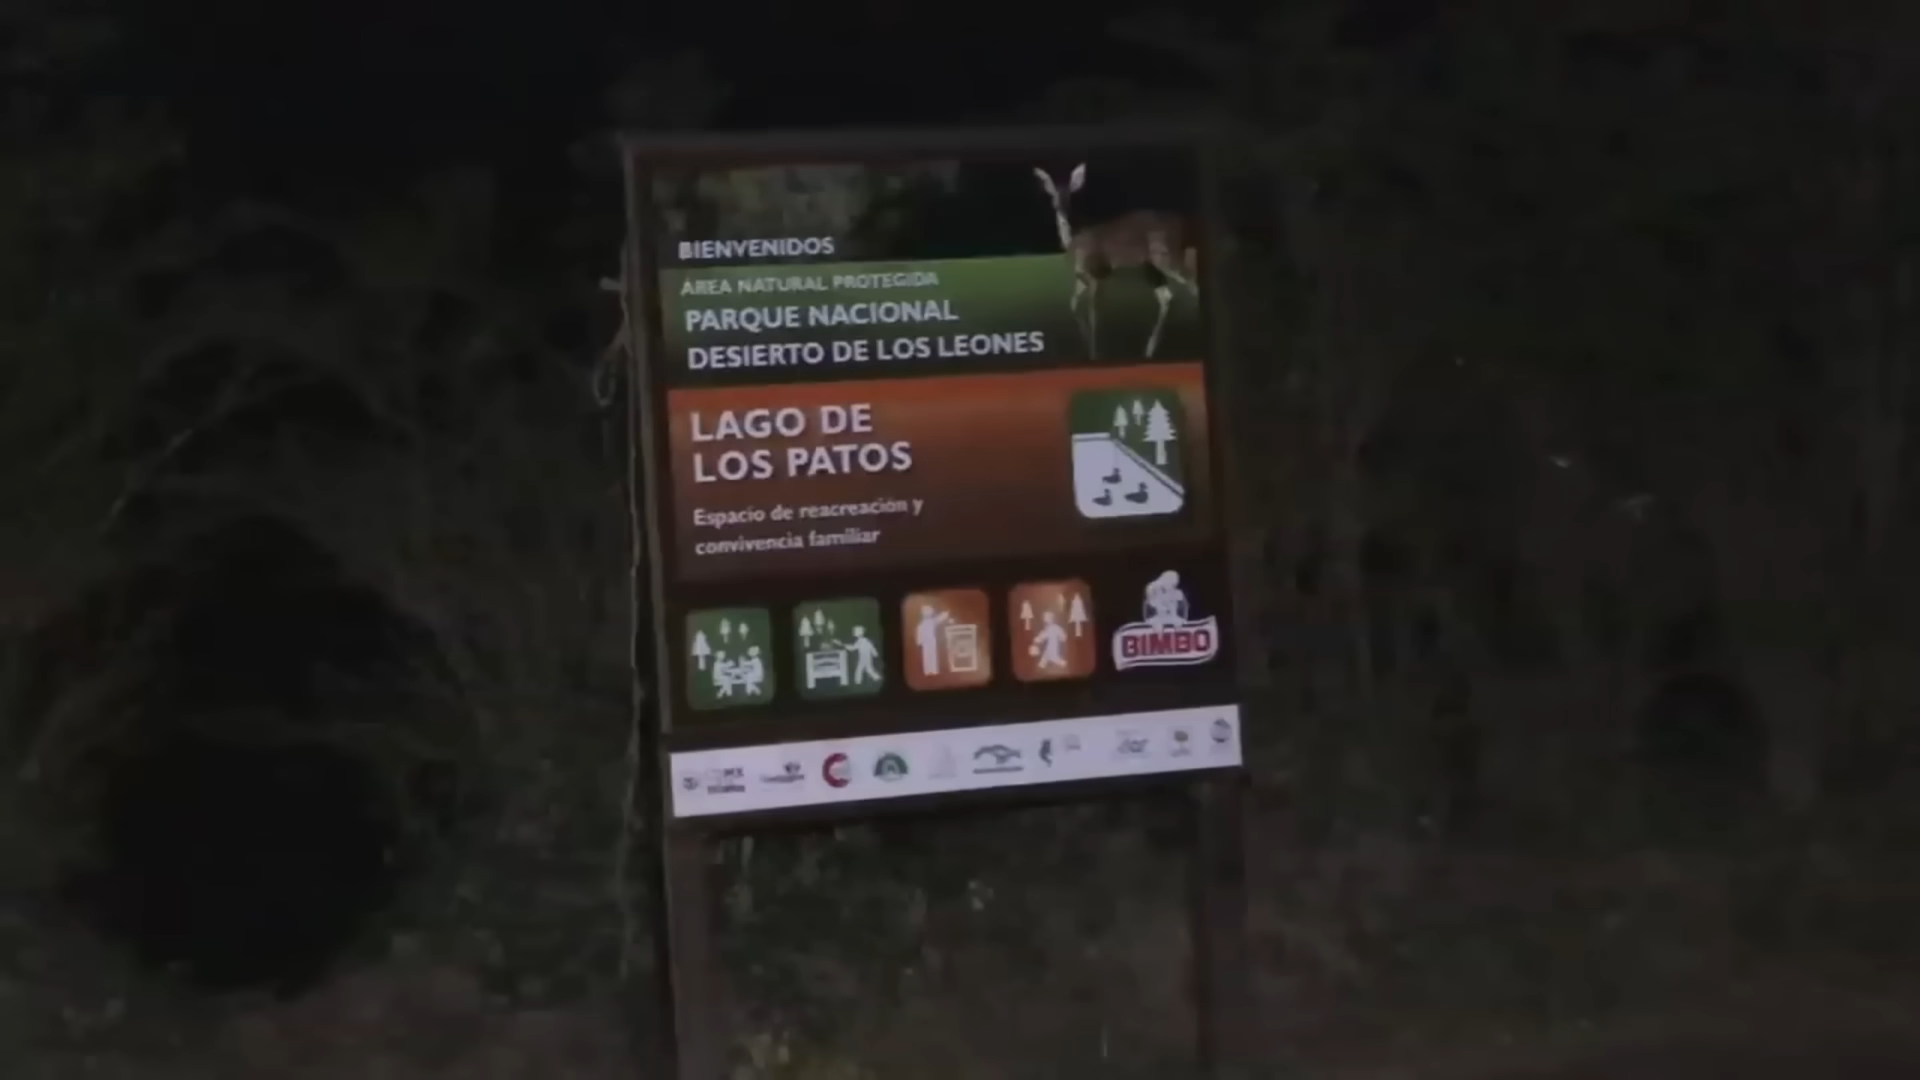 BIENVENIDOS
ÁREA NATURAL PROTEGIDA
PARQUE NACIONAL
DESIERTO DE LOS LEONES
LAGO DE
LOS PATOS
Espacio de reacreación y
convivencia familiar
BIMBO